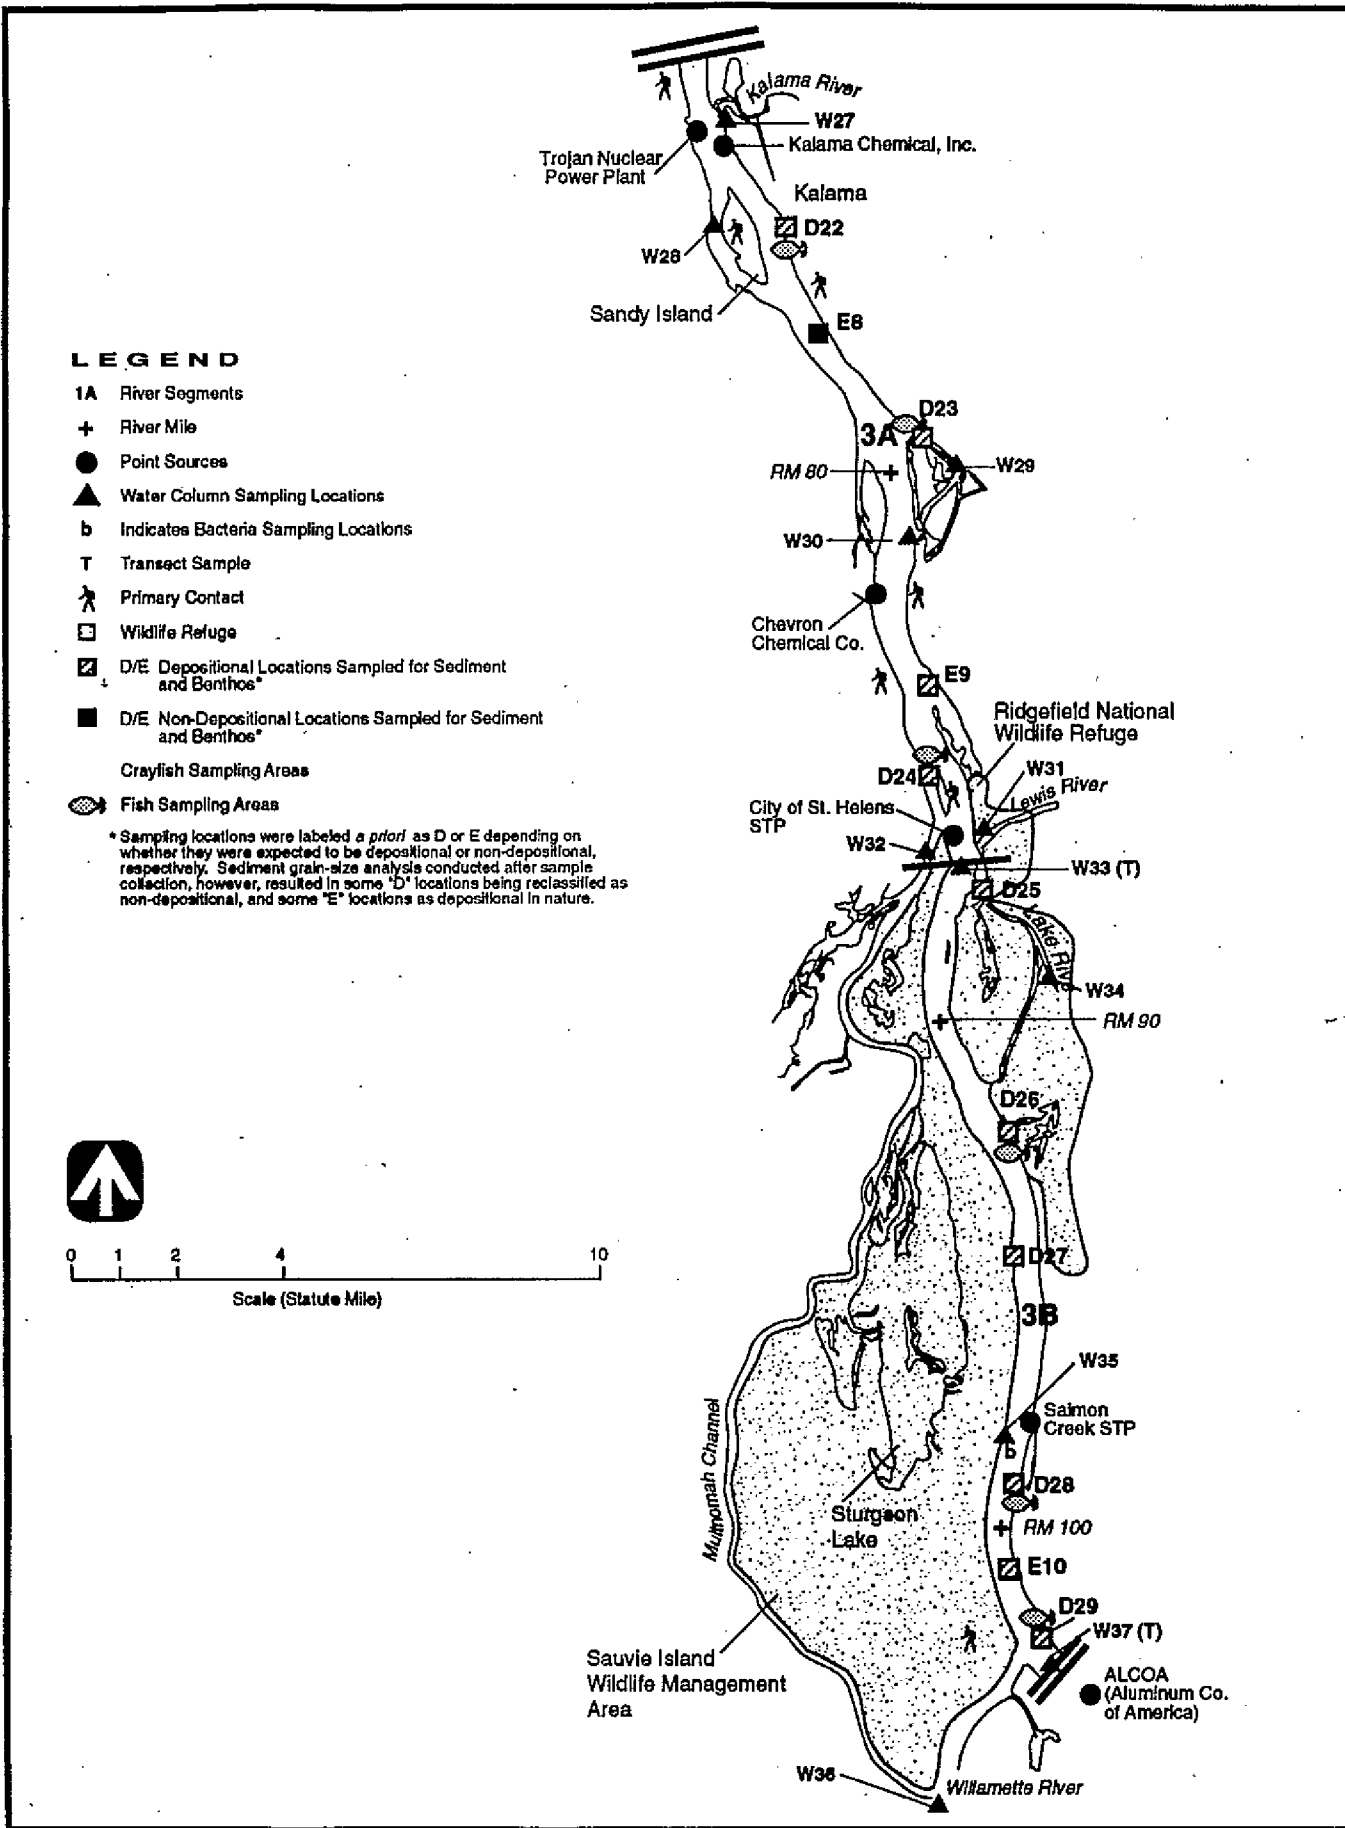 Kalama River
W27
Kalama Chemical, Inc.
Trojan Nuclear
Power Plant
Kalama
D22
W28
Sandy Island
E8
LEGEND
1A River Segments
River Mile
Point Sources
Water Column Sampling Locations
b Indicates Bacteria Sampling Locations
T Transect Sample
Primary Contact
Wildlife Refuge
D/E Depositional Locations Sampled for Sediment
and Benthos*
D/E Non-Depositional Locations Sampled for Sediment
and Benthos*
Crayfish Sampling Areas
Fish Sampling Areas
* Sampling locations were labeled a priori as D or E depending on
whether they were expected to be depositional or non-depositional,
respectively. Sediment grain-size analysis conducted after sample
collection, however, resulted in some "D" locations being reclassified as
non-depositional, and some "E" locations as depositional in nature.
D23
3A
RM 80
W29
W30
Chevron
Chemical Co.
E9
Ridgefield National
Wildlife Refuge
D24
W31
Lewis River
City of St. Helens
STP
W32
W33 (T)
D25
Lake River
W34
RM 90
D26
0 1 2 4 10
Scale (Statute Mile)
D27
3B
W35
Salmon
Creek STP
b
Multnomah Channel
D28
Sturgeon
Lake
RM 100
E10
D29
W37 (T)
Sauvie Island
Wildlife Management
Area
ALCOA
(Aluminum Co.
of America)
W36
Willamette River